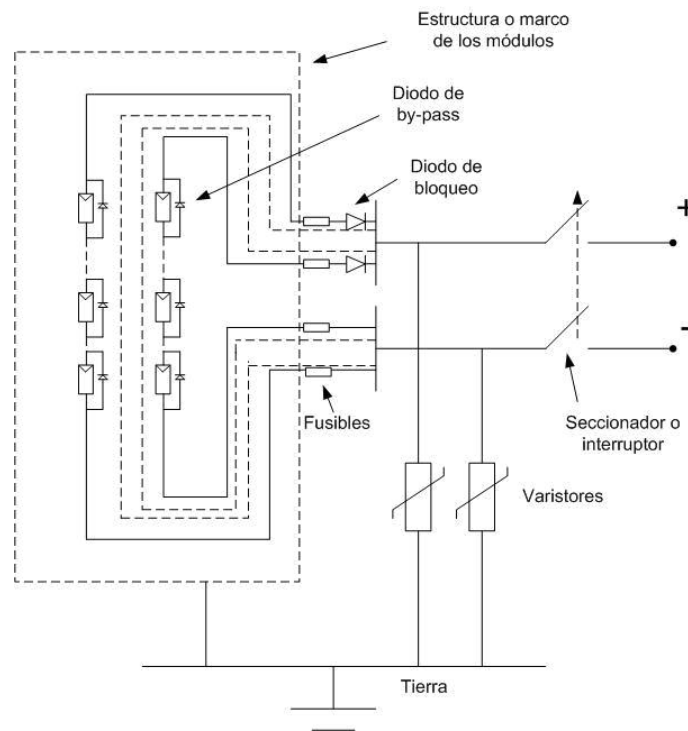 Estructura o marco
de los módulos
Diodo de
by-pass
Diodo de
bloqueo
+
-
Fusibles
Seccionador o
interruptor
Varistores
Tierra